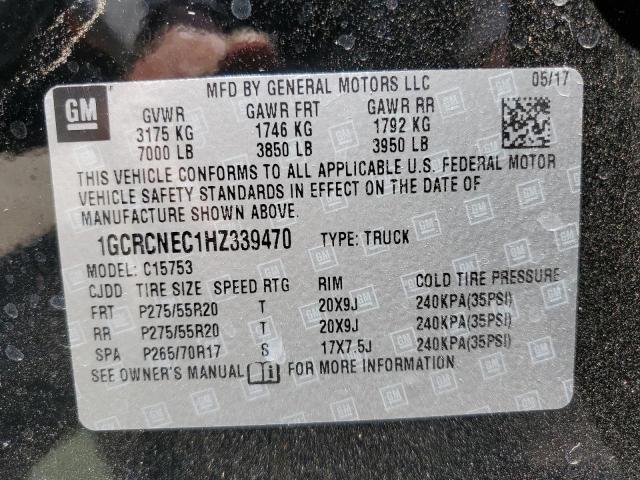 MFD BY GENERAL MOTORS LLC 05/17
GM
GVWR GAWR FRT GAWR RR
3175 KG 1746 KG 1792 KG
7000 LB 3850 LB 3950 LB
THIS VEHICLE CONFORMS TO ALL APPLICABLE U.S. FEDERAL MOTOR
VEHICLE SAFETY STANDARDS IN EFFECT ON THE DATE OF
MANUFACTURE SHOWN ABOVE.
1GCRCNEC1HZ339470 TYPE: TRUCK
MODEL: C15753
CJDD TIRE SIZE SPEED RTG RIM COLD TIRE PRESSURE
FRT P275/55R20 T 20X9J 240KPA(35PSI)
RR P275/55R20 T 20X9J 240KPA(35PSI)
SPA P265/70R17 S 17X7.5J 240KPA(35PSI)
SEE OWNER'S MANUAL FOR MORE INFORMATION